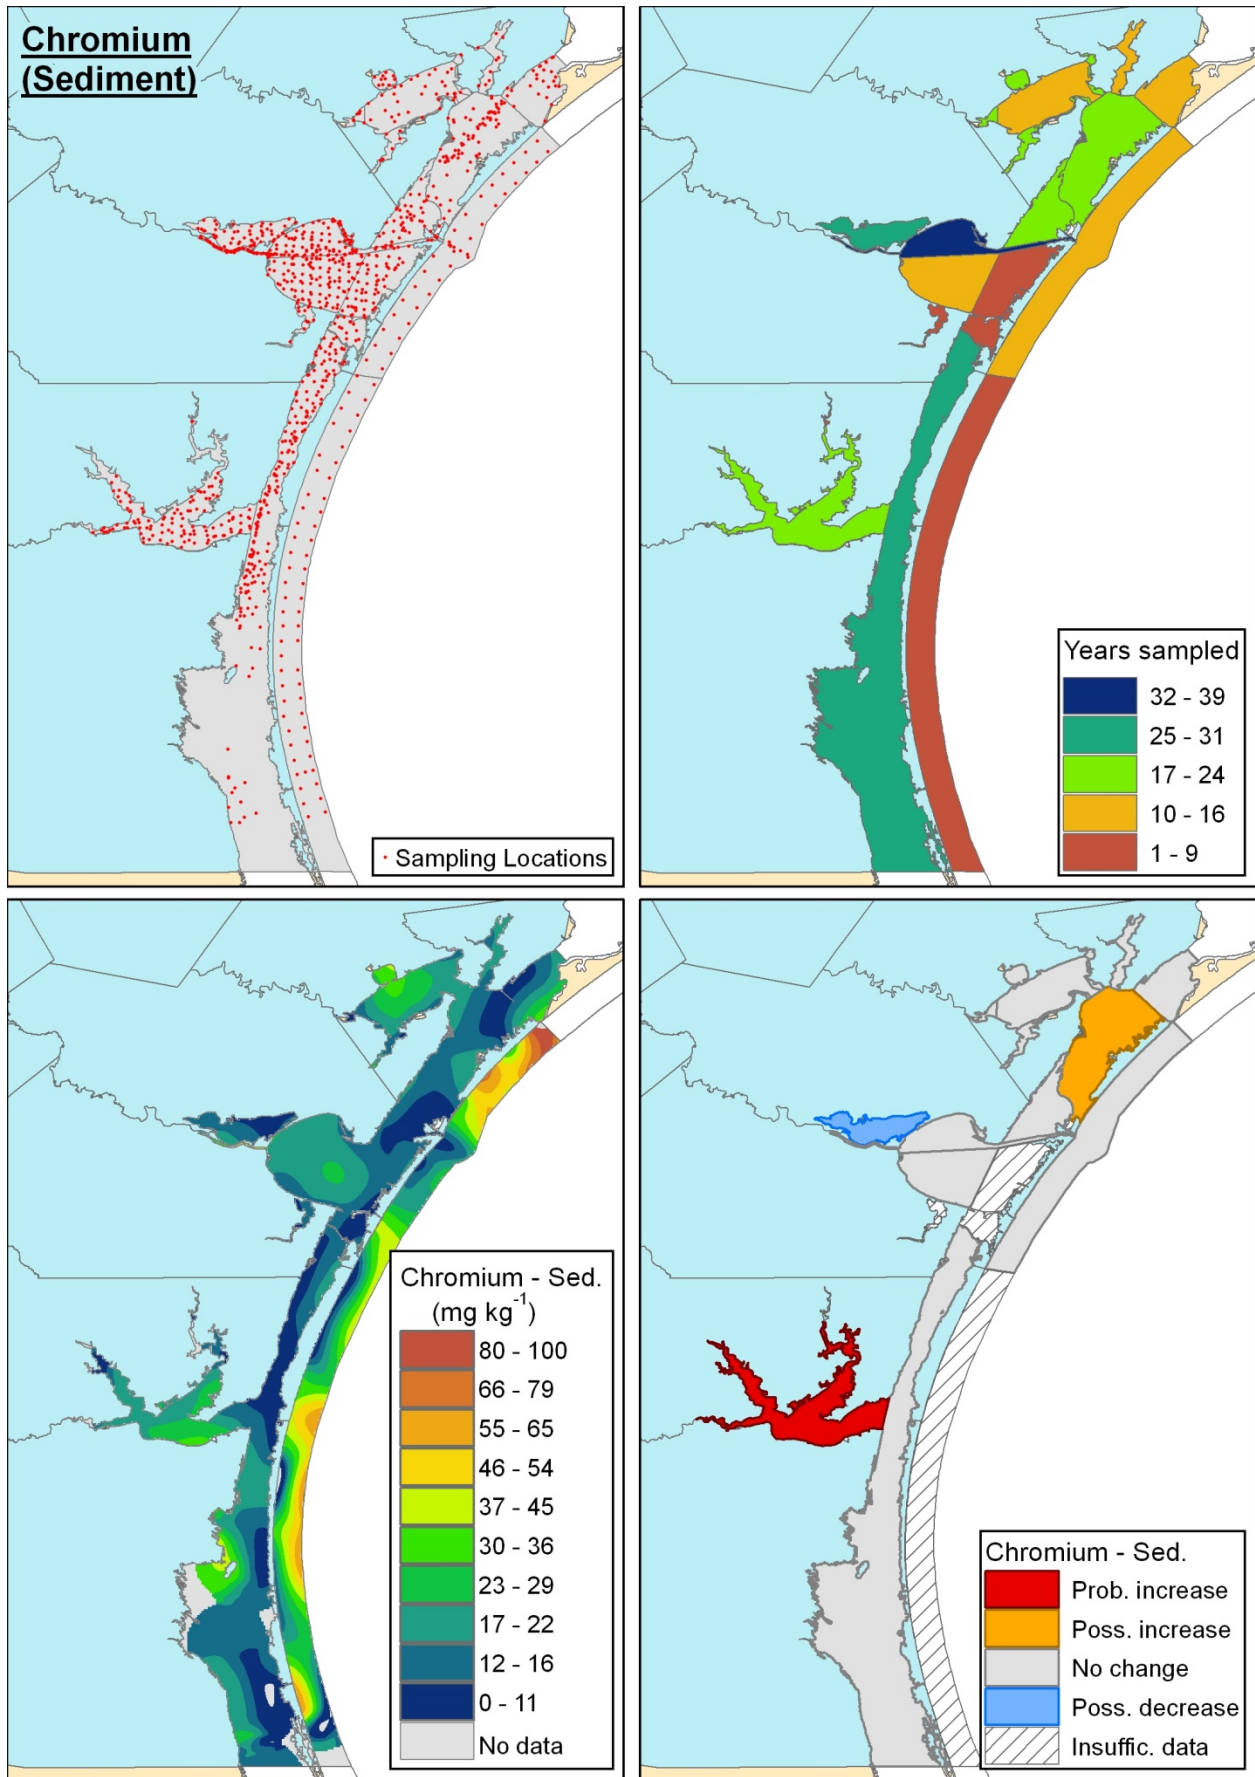 Chromium
(Sediment)
Sampling Locations
Years sampled
32 - 39
25 - 31
17 - 24
10 - 16
1 - 9
Chromium - Sed.
(mg kg⁻¹)
80 - 100
66 - 79
55 - 65
46 - 54
37 - 45
30 - 36
23 - 29
17 - 22
12 - 16
0 - 11
No data
Chromium - Sed.
Prob. increase
Poss. increase
No change
Poss. decrease
Insuffic. data